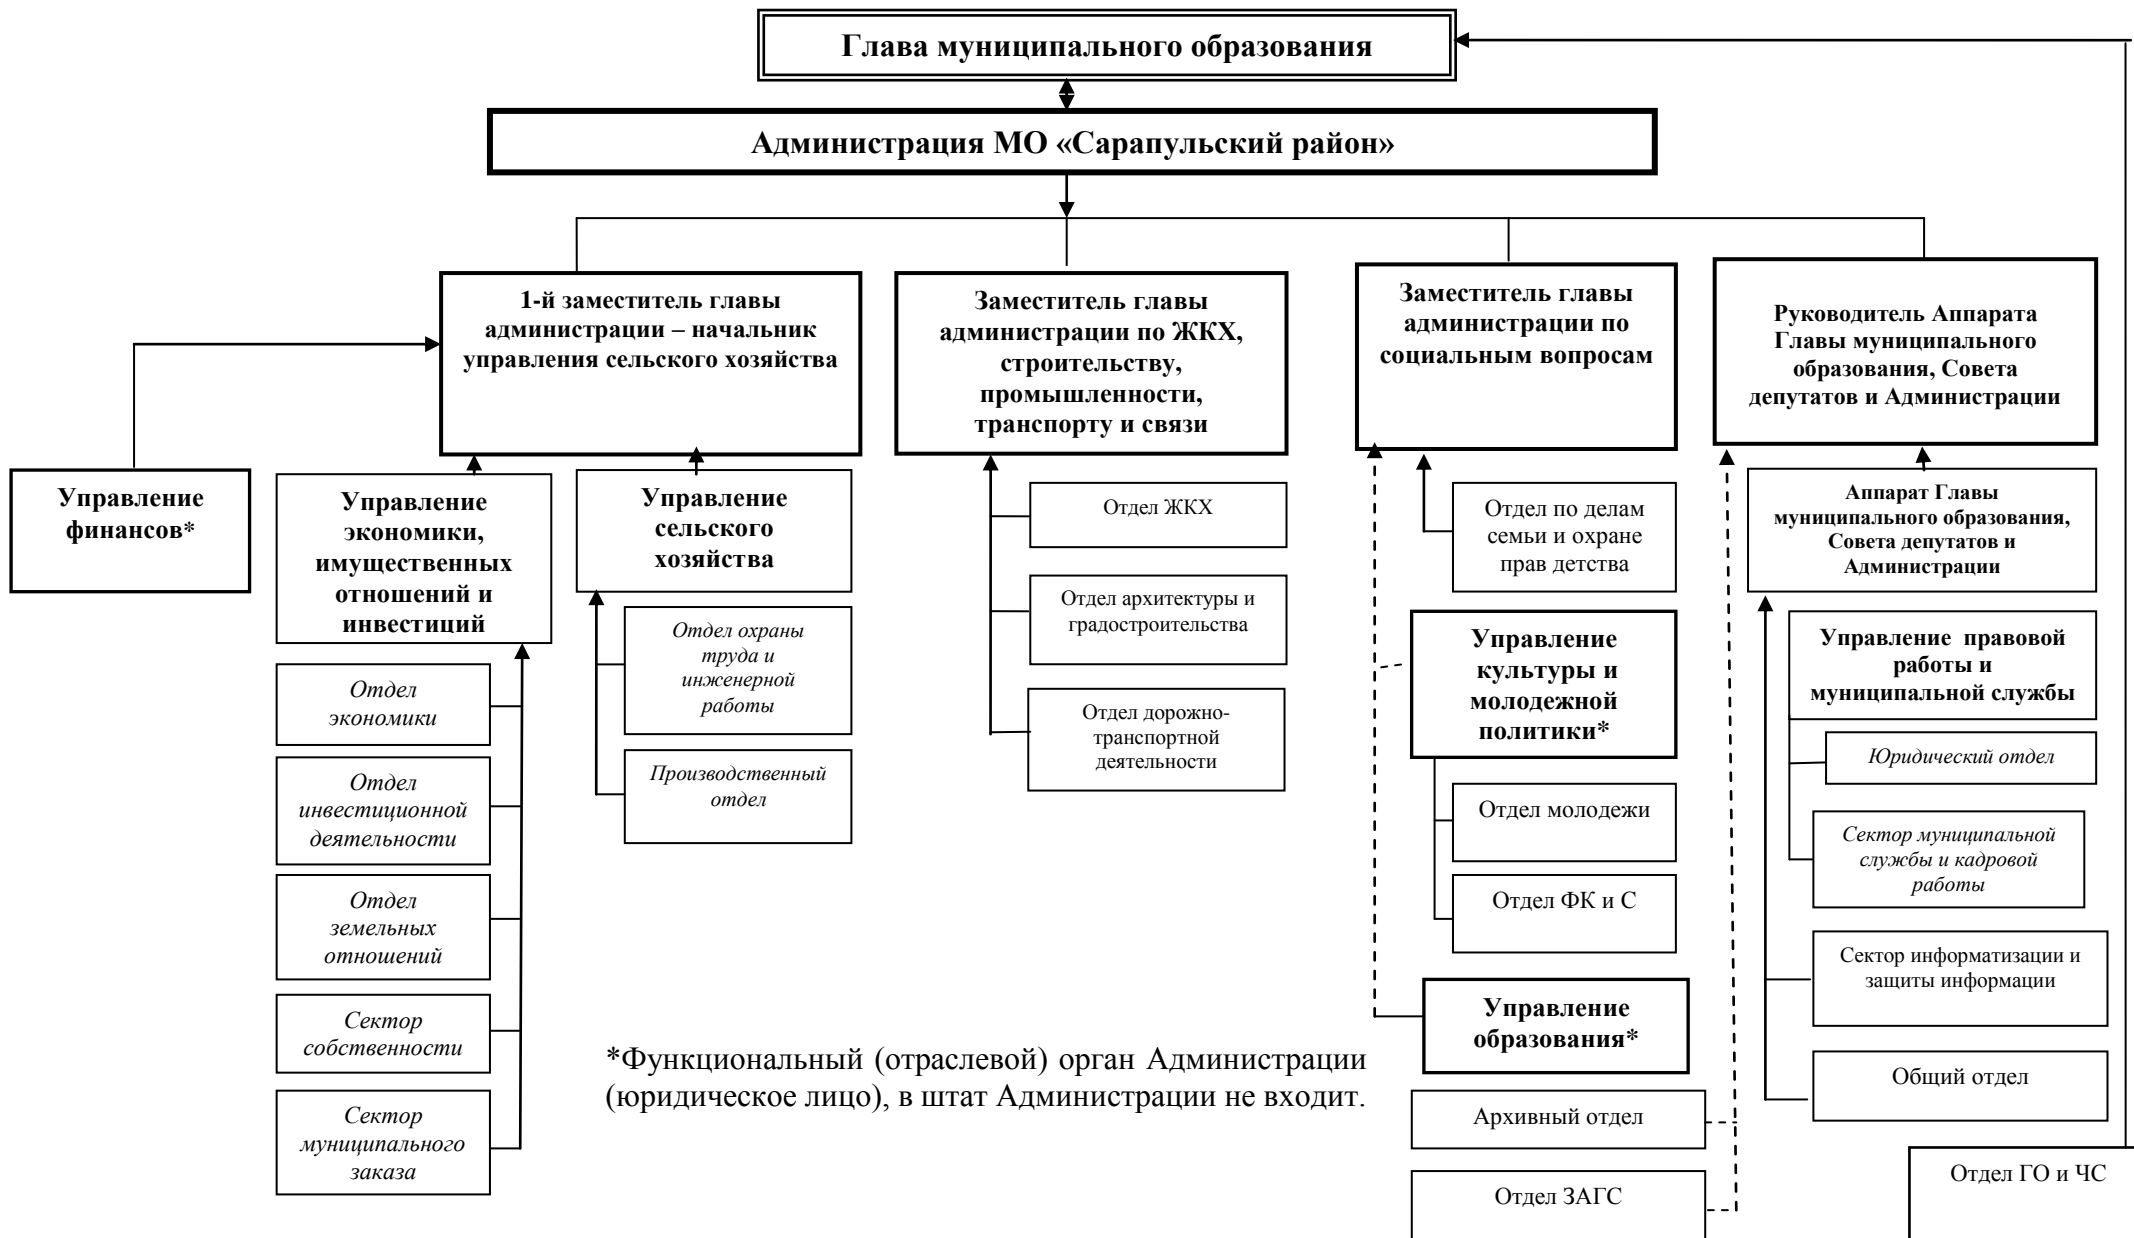 Глава муниципального образования
Администрация МО «Сарапульский район»
1-й заместитель главы
администрации – начальник
управления сельского хозяйства
Заместитель главы
администрации по ЖКХ,
строительству,
промышленности,
транспорту и связи
Заместитель главы
администрации по
социальным вопросам
Руководитель Аппарата
Главы муниципального
образования, Совета
депутатов и Администрации
Управление
финансов*
Управление
экономики,
имущественных
отношений и
инвестиций
Отдел
экономики
Отдел
инвестиционной
деятельности
Отдел
земельных
отношений
Сектор
собственности
Сектор
муниципального
заказа
Управление
сельского
хозяйства
Отдел охраны
труда и
инженерной
работы
Производственный
отдел
Отдел ЖКХ
Отдел архитектуры и
градостроительства
Отдел дорожно-
транспортной
деятельности
Отдел по делам
семьи и охране
прав детства
Управление
культуры и
молодежной
политики*
Отдел молодежи
Отдел ФК и С
Управление
образования*
Архивный отдел
Отдел ЗАГС
Аппарат Главы
муниципального образования,
Совета депутатов и
Администрации
Управление правовой
работы и
муниципальной службы
Юридический отдел
Сектор муниципальной
службы и кадровой
работы
Сектор информатизации и
защиты информации
Общий отдел
Отдел ГО и ЧС
*Функциональный (отраслевой) орган Администрации
(юридическое лицо), в штат Администрации не входит.